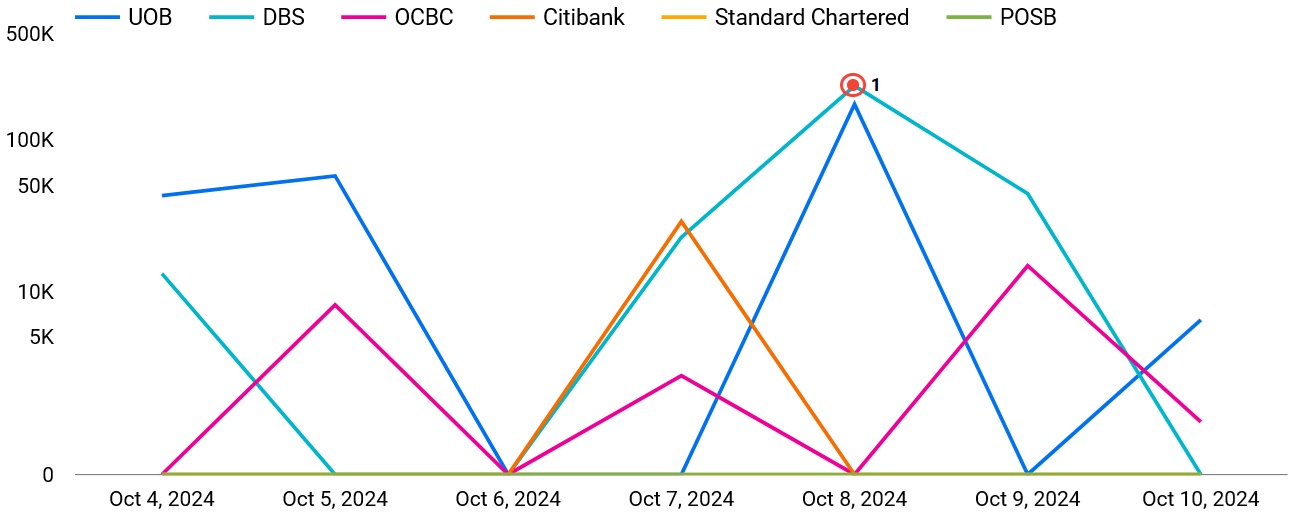 UOB DBS OCBC Citibank Standard Chartered POSB
500K
1
100K
50K
10K
5K
0
Oct 4, 2024 Oct 5, 2024 Oct 6, 2024 Oct 7, 2024 Oct 8, 2024 Oct 9, 2024 Oct 10, 2024